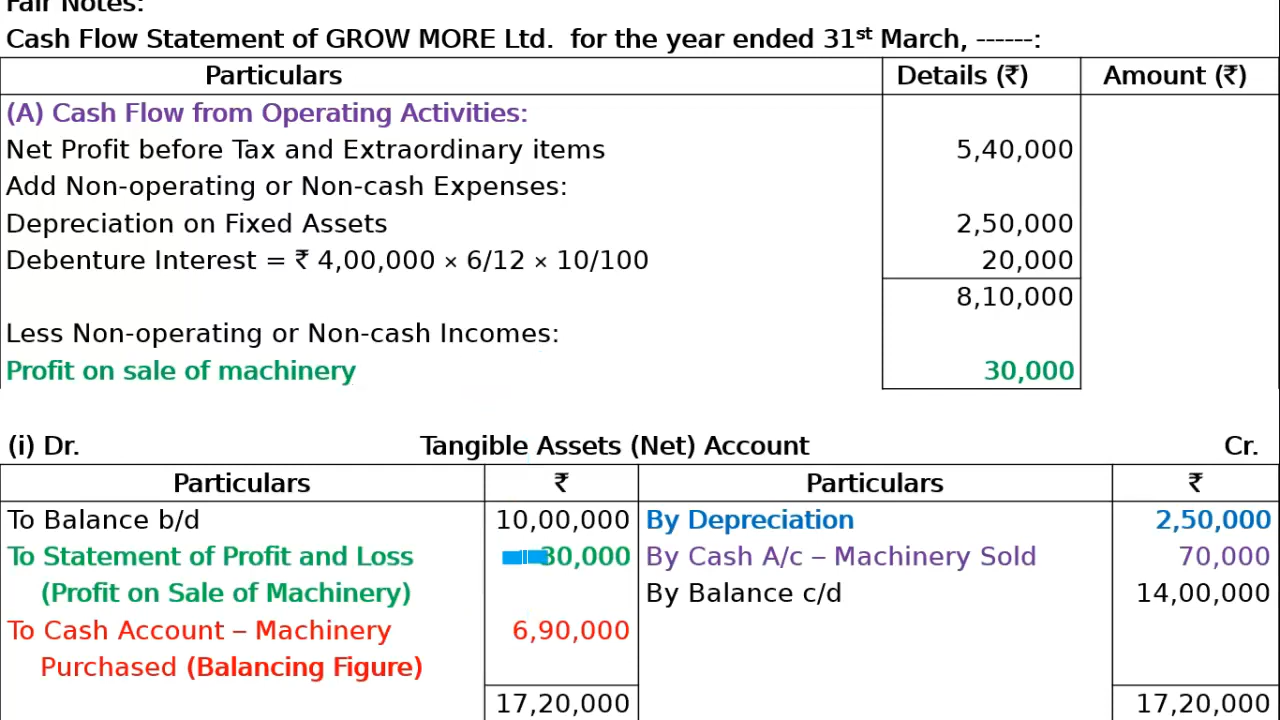 Fair Notes:
Cash Flow Statement of GROW MORE Ltd. for the year ended 31st March, ------:
Particulars Details (₹) Amount (₹)
(A) Cash Flow from Operating Activities:
Net Profit before Tax and Extraordinary items 5,40,000
Add Non-operating or Non-cash Expenses:
Depreciation on Fixed Assets 2,50,000
Debenture Interest = ₹ 4,00,000 × 6/12 × 10/100 20,000
8,10,000
Less Non-operating or Non-cash Incomes:
Profit on sale of machinery 30,000
(i) Dr. Tangible Assets (Net) Account Cr.
Particulars ₹ Particulars ₹
To Balance b/d 10,00,000 By Depreciation 2,50,000
To Statement of Profit and Loss 30,000 By Cash A/c – Machinery Sold 70,000
(Profit on Sale of Machinery) By Balance c/d 14,00,000
To Cash Account – Machinery 6,90,000
Purchased (Balancing Figure)
17,20,000 17,20,000